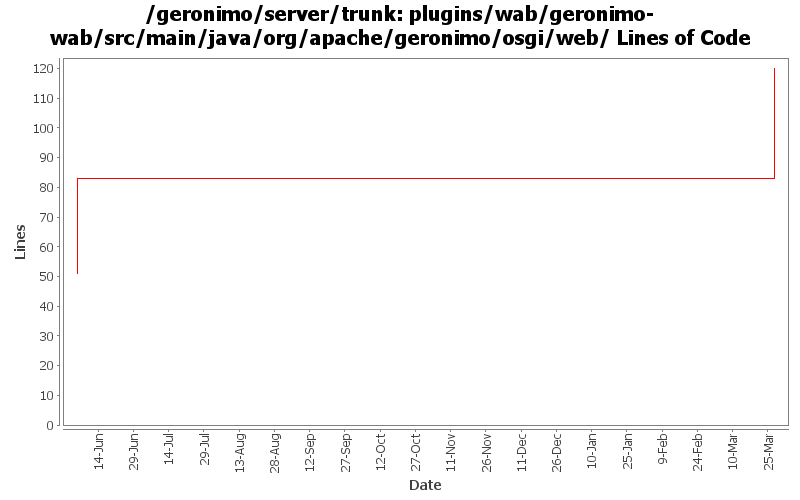 /geronimo/server/trunk: plugins/wab/geronimo-
wab/src/main/java/org/apache/geronimo/osgi/web/ Lines of Code
120
110
100
90
80
70
60
50
40
30
20
10
0
Lines
14-Jun
29-Jun
14-Jul
29-Jul
13-Aug
28-Aug
12-Sep
27-Sep
12-Oct
27-Oct
11-Nov
26-Nov
11-Dec
26-Dec
10-Jan
25-Jan
9-Feb
24-Feb
10-Mar
25-Mar
Date